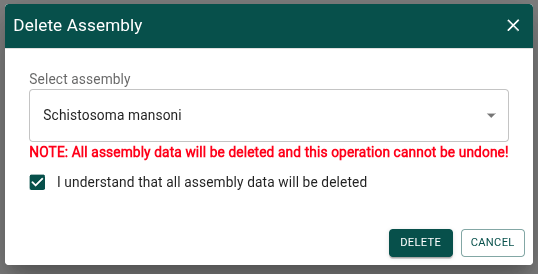 Delete Assembly
Select assembly
Schistosoma mansoni
NOTE: All assembly data will be deleted and this operation cannot be undone!
I understand that all assembly data will be deleted
DELETE CANCEL